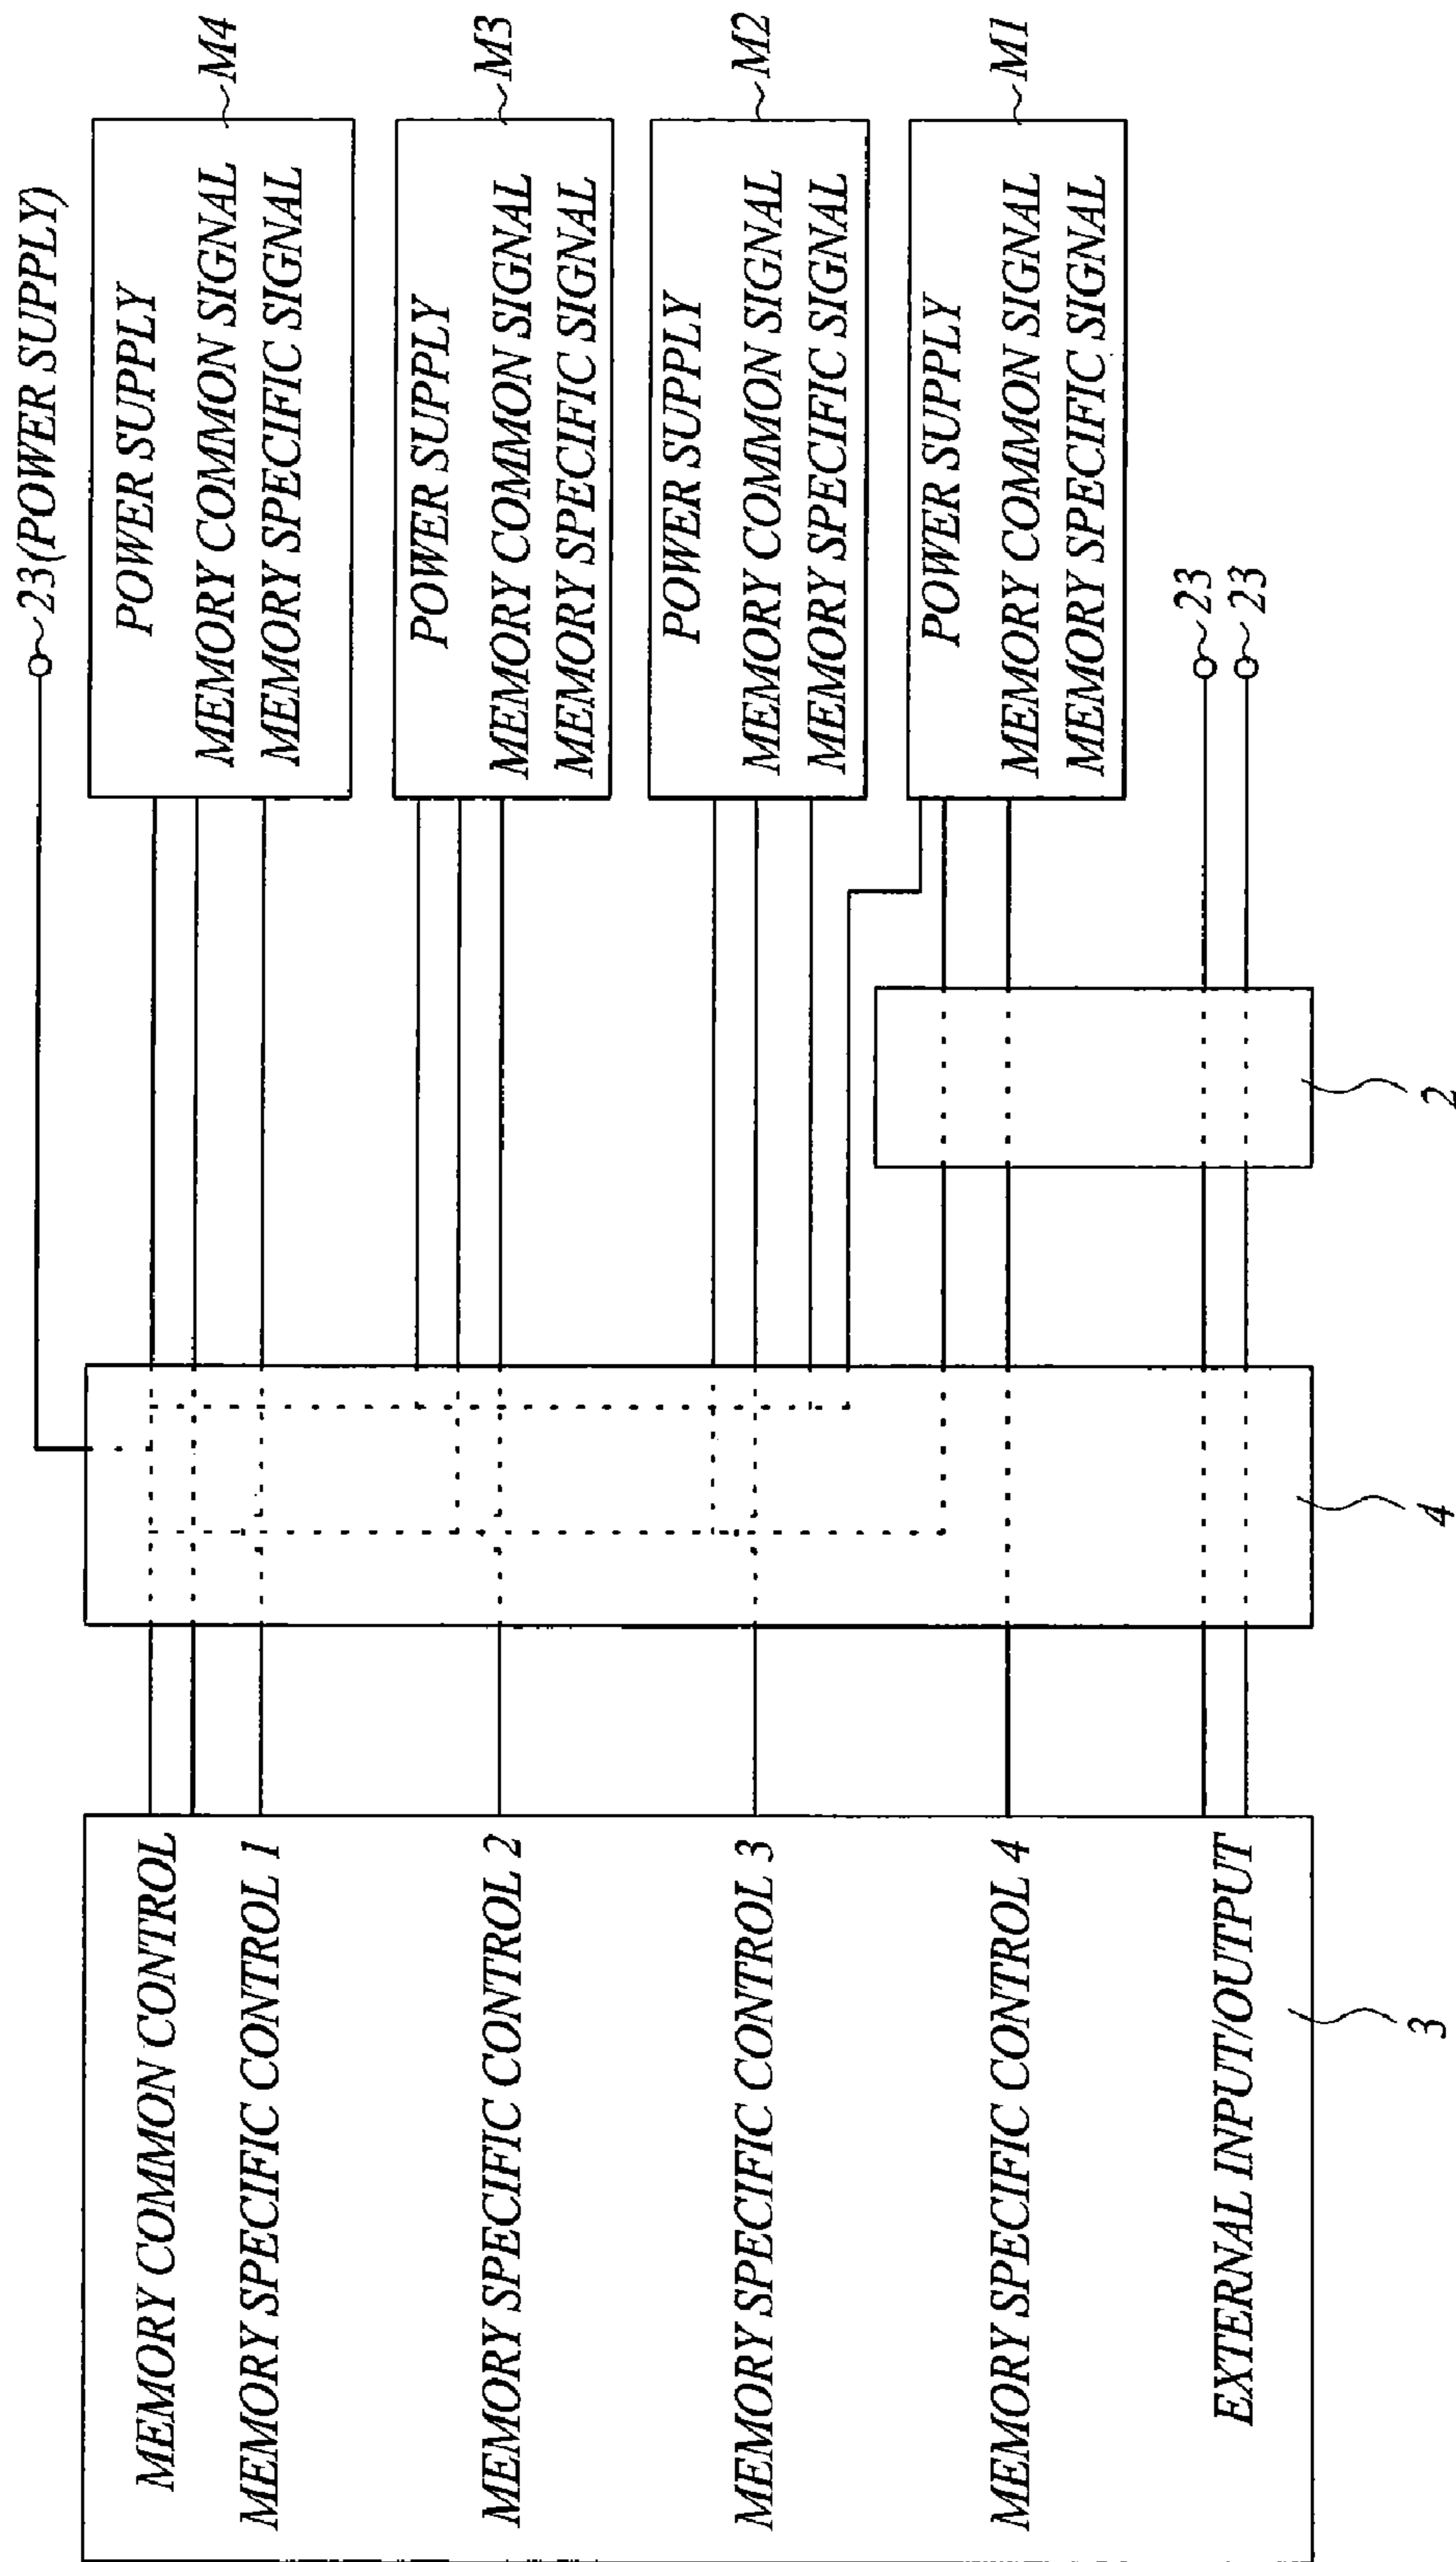 23(POWER SUPPLY)
POWER SUPPLY
MEMORY COMMON SIGNAL
MEMORY SPECIFIC SIGNAL
M4
POWER SUPPLY
MEMORY COMMON SIGNAL
MEMORY SPECIFIC SIGNAL
M3
POWER SUPPLY
MEMORY COMMON SIGNAL
MEMORY SPECIFIC SIGNAL
M2
POWER SUPPLY
MEMORY COMMON SIGNAL
MEMORY SPECIFIC SIGNAL
M1
23
23
2
4
MEMORY COMMON CONTROL
MEMORY SPECIFIC CONTROL 1
MEMORY SPECIFIC CONTROL 2
MEMORY SPECIFIC CONTROL 3
MEMORY SPECIFIC CONTROL 4
EXTERNAL INPUT/OUTPUT
3